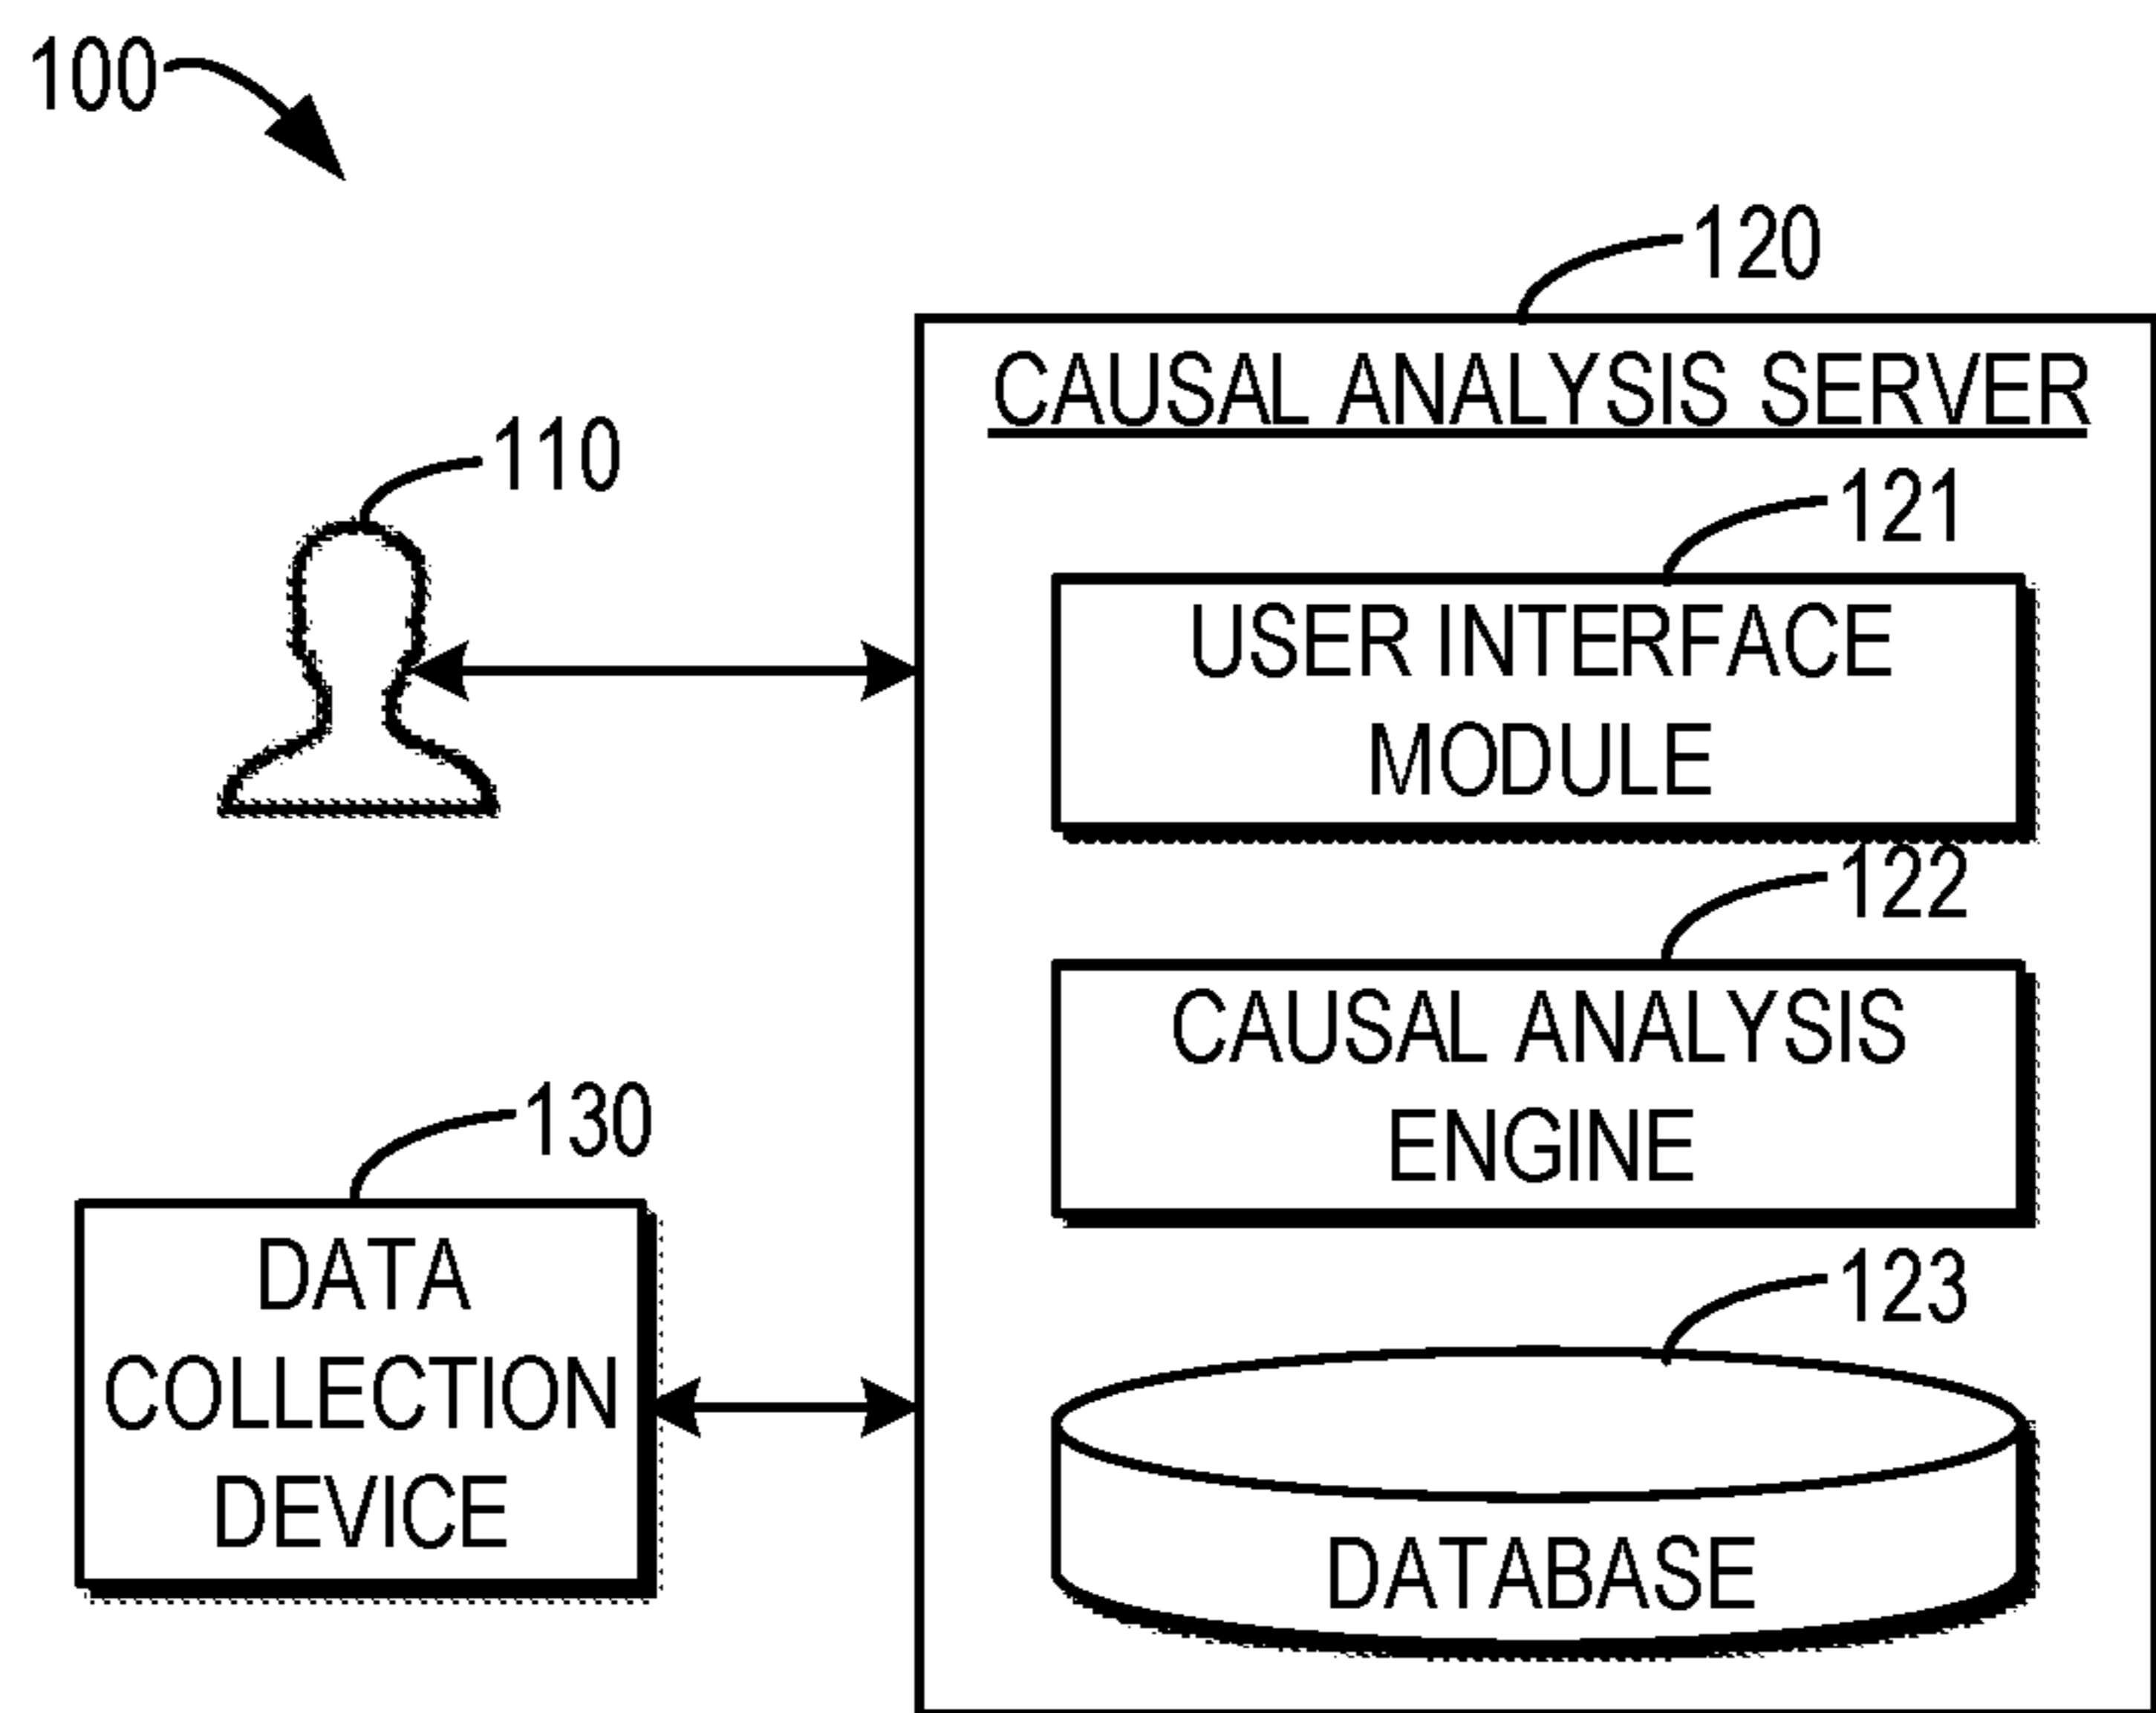 100
120
CAUSAL ANALYSIS SERVER
110
121
USER INTERFACE
MODULE
122
CAUSAL ANALYSIS
ENGINE
130
DATA
COLLECTION
DEVICE
123
DATABASE